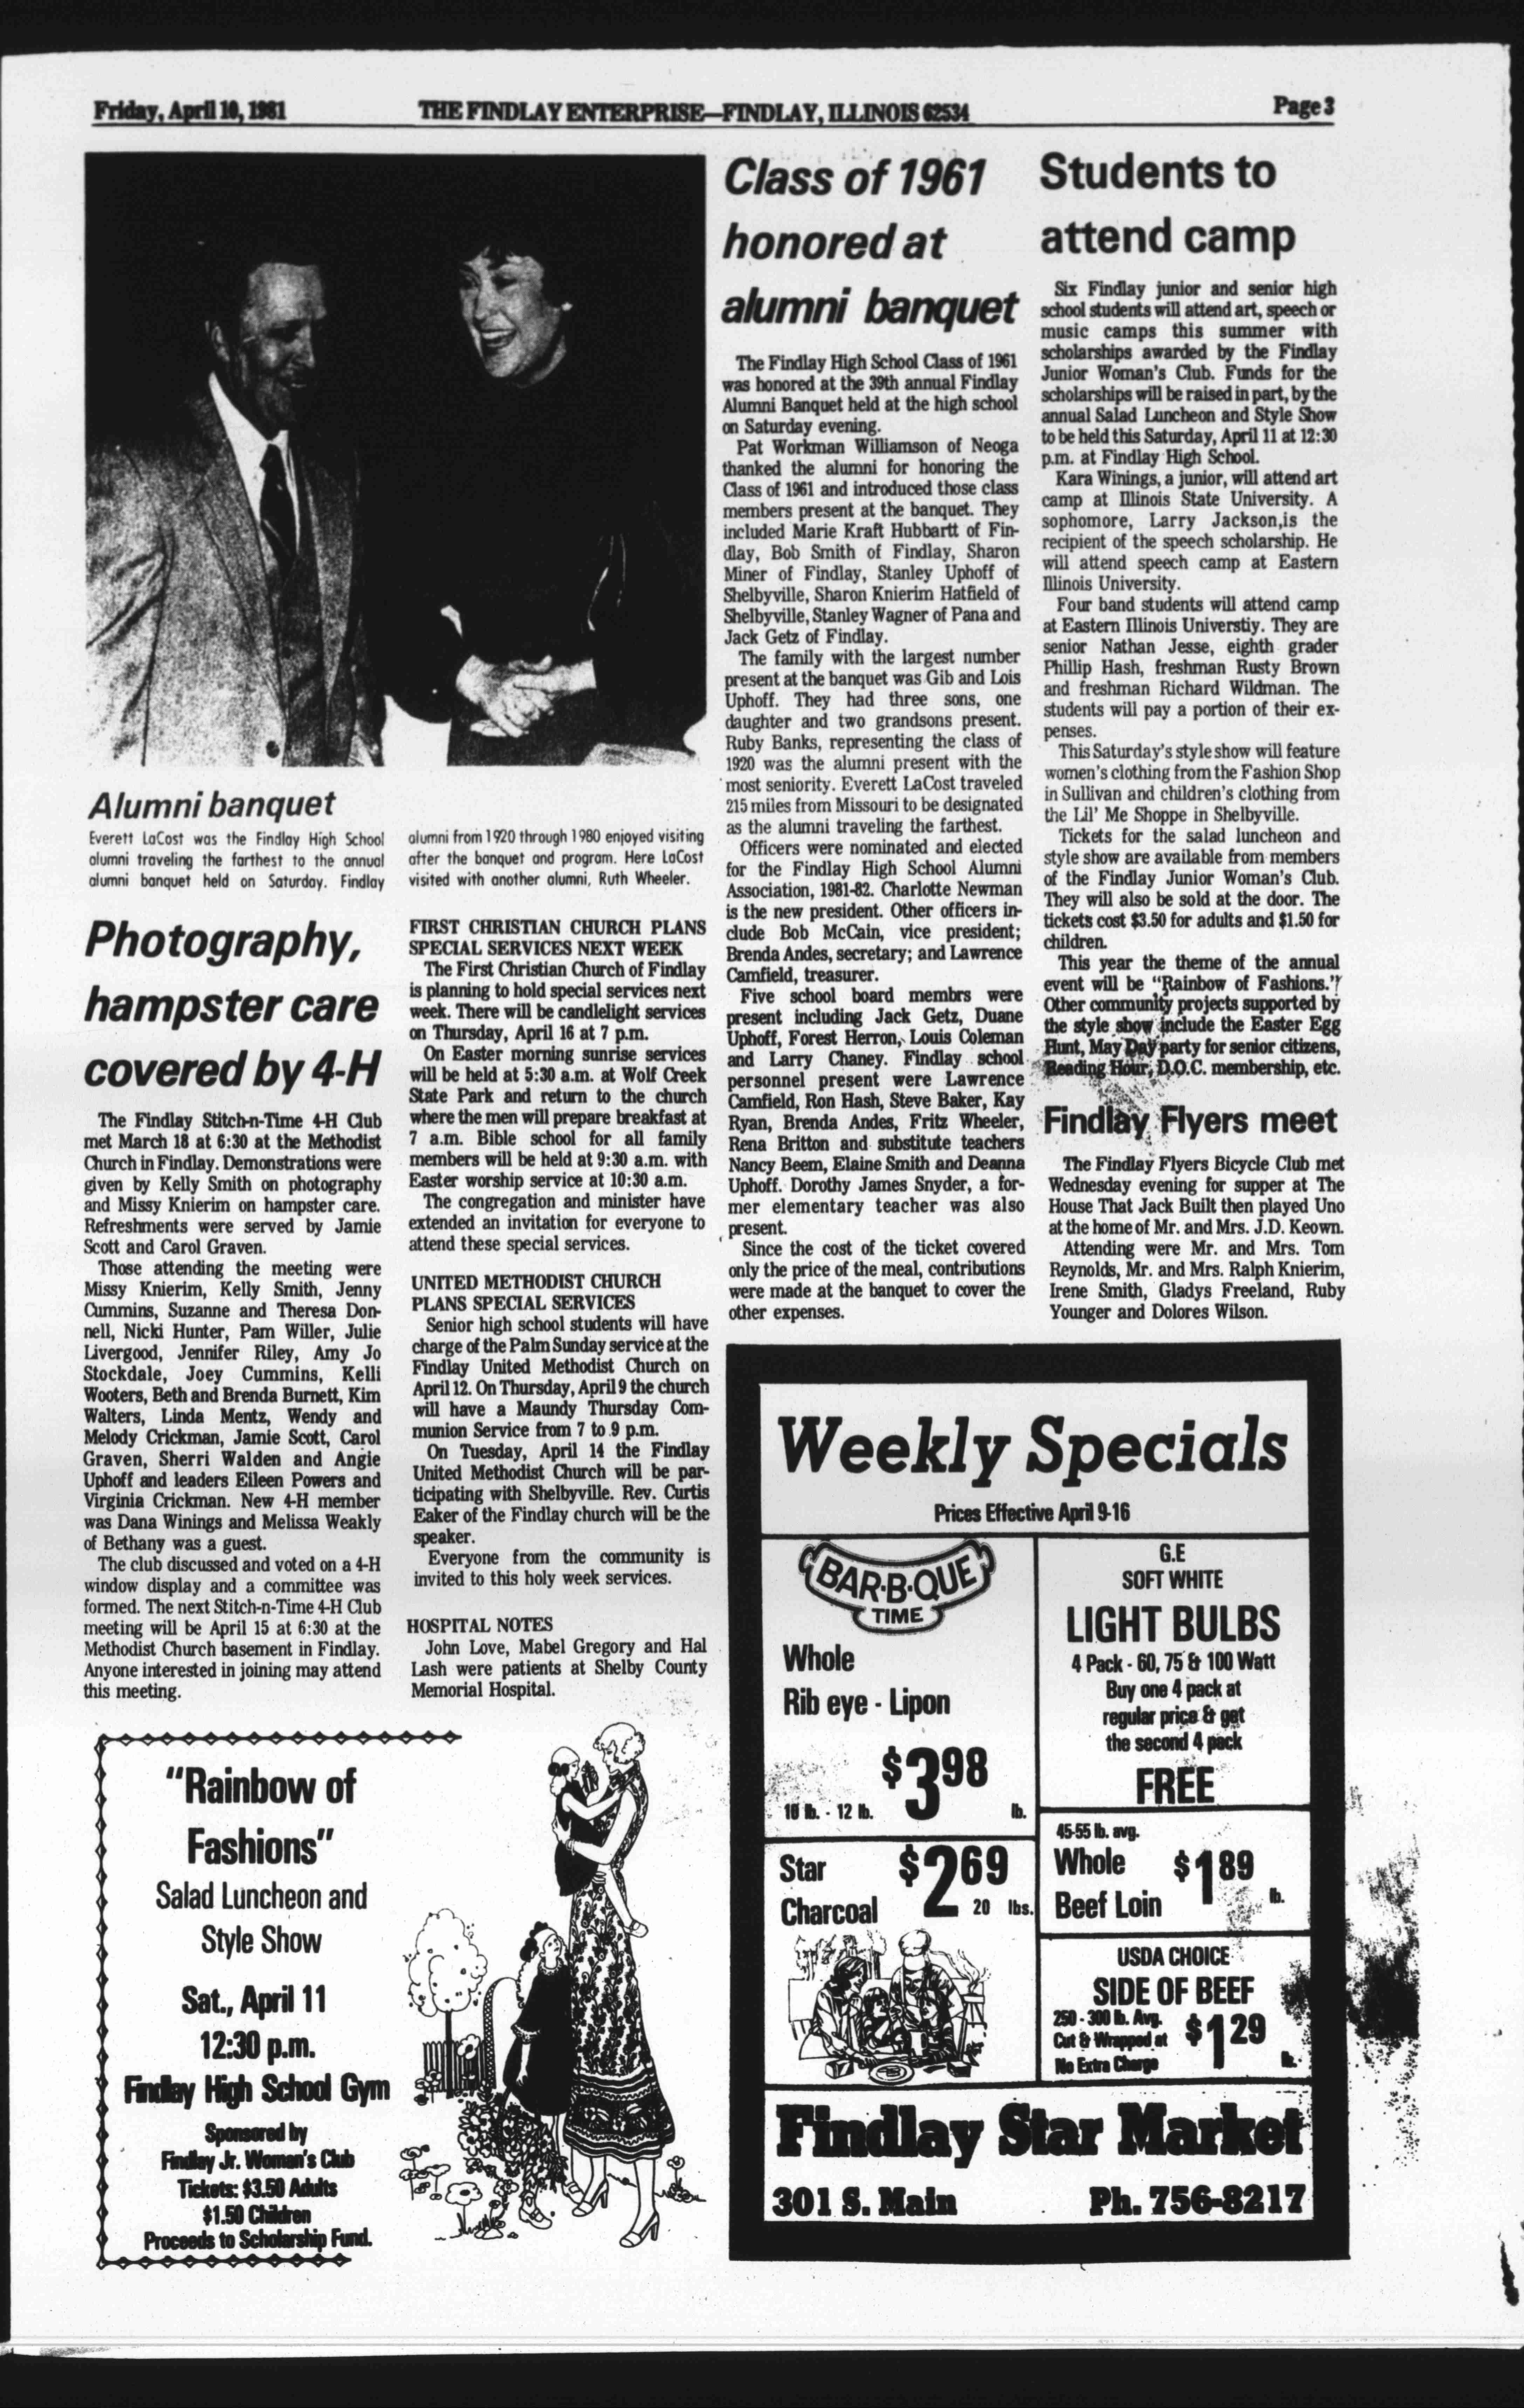 Friday, April 10, 1981
THE FINDLAY ENTERPRISE—FINDLAY, ILLINOIS 62534
Page 3
Alumni banquet
Everett LaCost was the Findlay High School
alumni traveling the farthest to the annual
alumni banquet held on Saturday. Findlay
alumni from 1920 through 1980 enjoyed visiting
after the banquet and program. Here LaCost
visited with another alumni, Ruth Wheeler.
Photography,
hampster care
covered by 4-H
The Findlay Stitch-n-Time 4-H Club
met March 18 at 6:30 at the Methodist
Church in Findlay. Demonstrations were
given by Kelly Smith on photography
and Missy Knierim on hampster care.
Refreshments were served by Jamie
Scott and Carol Graven.
Those attending the meeting were
Missy Knierim, Kelly Smith, Jenny
Cummins, Suzanne and Theresa Don-
nell, Nicki Hunter, Pam Willer, Julie
Livergood, Jennifer Riley, Amy Jo
Stockdale, Joey Cummins, Kelli
Wooters, Beth and Brenda Burnett, Kim
Walters, Linda Mentz, Wendy and
Melody Crickman, Jamie Scott, Carol
Graven, Sherri Walden and Angie
Uphoff and leaders Eileen Powers and
Virginia Crickman. New 4-H member
was Dana Winings and Melissa Weakly
of Bethany was a guest.
The club discussed and voted on a 4-H
window display and a committee was
formed. The next Stitch-n-Time 4-H Club
meeting will be April 15 at 6:30 at the
Methodist Church basement in Findlay.
Anyone interested in joining may attend
this meeting.
FIRST CHRISTIAN CHURCH PLANS
SPECIAL SERVICES NEXT WEEK
The First Christian Church of Findlay
is planning to hold special services next
week. There will be candlelight services
on Thursday, April 16 at 7 p.m.
On Easter morning sunrise services
will be held at 5:30 a.m. at Wolf Creek
State Park and return to the church
where the men will prepare breakfast at
7 a.m. Bible school for all family
members will be held at 9:30 a.m. with
Easter worship service at 10:30 a.m.
The congregation and minister have
extended an invitation for everyone to
attend these special services.
UNITED METHODIST CHURCH
PLANS SPECIAL SERVICES
Senior high school students will have
charge of the Palm Sunday service at the
Findlay United Methodist Church on
April 12. On Thursday, April 9 the church
will have a Maundy Thursday Com-
munion Service from 7 to 9 p.m.
On Tuesday, April 14 the Findlay
United Methodist Church will be par-
ticipating with Shelbyville. Rev. Curtis
Eaker of the Findlay church will be the
speaker.
Everyone from the community is
invited to this holy week services.
HOSPITAL NOTES
John Love, Mabel Gregory and Hal
Lash were patients at Shelby County
Memorial Hospital.
Class of 1961
honored at
alumni banquet
The Findlay High School Class of 1961
was honored at the 39th annual Findlay
Alumni Banquet held at the high school
on Saturday evening.
Pat Workman Williamson of Neoga
thanked the alumni for honoring the
Class of 1961 and introduced those class
members present at the banquet. They
included Marie Kraft Hubbartt of Fin-
dlay, Bob Smith of Findlay, Sharon
Miner of Findlay, Stanley Uphoff of
Shelbyville, Sharon Knierim Hatfield of
Shelbyville, Stanley Wagner of Pana and
Jack Getz of Findlay.
The family with the largest number
present at the banquet was Gib and Lois
Uphoff. They had three sons, one
daughter and two grandsons present.
Ruby Banks, representing the class of
1920 was the alumni present with the
most seniority. Everett LaCost traveled
215 miles from Missouri to be designated
as the alumni traveling the farthest.
Officers were nominated and elected
for the Findlay High School Alumni
Association, 1981-82. Charlotte Newman
is the new president. Other officers in-
clude Bob McCain, vice president;
Brenda Andes, secretary; and Lawrence
Camfield, treasurer.
Five school board membrs were
present including Jack Getz, Duane
Uphoff, Forest Herron, Louis Coleman
and Larry Chaney. Findlay school
personnel present were Lawrence
Camfield, Ron Hash, Steve Baker, Kay
Ryan, Brenda Andes, Fritz Wheeler,
Rena Britton and substitute teachers
Nancy Beem, Elaine Smith and Deanna
Uphoff. Dorothy James Snyder, a for-
mer elementary teacher was also
present.
Since the cost of the ticket covered
only the price of the meal, contributions
were made at the banquet to cover the
other expenses.
Students to
attend camp
Six Findlay junior and senior high
school students will attend art, speech or
music camps this summer with
scholarships awarded by the Findlay
Junior Woman's Club. Funds for the
scholarships will be raised in part, by the
annual Salad Luncheon and Style Show
to be held this Saturday, April 11 at 12:30
p.m. at Findlay High School.
Kara Winings, a junior, will attend art
camp at Illinois State University. A
sophomore, Larry Jackson,is the
recipient of the speech scholarship. He
will attend speech camp at Eastern
Illinois University.
Four band students will attend camp
at Eastern Illinois Universtiy. They are
senior Nathan Jesse, eighth grader
Phillip Hash, freshman Rusty Brown
and freshman Richard Wildman. The
students will pay a portion of their ex-
penses.
This Saturday's style show will feature
women's clothing from the Fashion Shop
in Sullivan and children's clothing from
the Lil' Me Shoppe in Shelbyville.
Tickets for the salad luncheon and
style show are available from members
of the Findlay Junior Woman's Club.
They will also be sold at the door. The
tickets cost $3.50 for adults and $1.50 for
children.
This year the theme of the annual
event will be "Rainbow of Fashions."
Other community projects supported by
the style show include the Easter Egg
Hunt, May Day party for senior citizens,
Reading Hour, D.O.C. membership, etc.
Findlay Flyers meet
The Findlay Flyers Bicycle Club met
Wednesday evening for supper at The
House That Jack Built then played Uno
at the home of Mr. and Mrs. J.D. Keown.
Attending were Mr. and Mrs. Tom
Reynolds, Mr. and Mrs. Ralph Knierim,
Irene Smith, Gladys Freeland, Ruby
Younger and Dolores Wilson.
"Rainbow of
Fashions"
Salad Luncheon and
Style Show
Sat., April 11
12:30 p.m.
Findlay High School Gym
Sponsored by
Findlay Jr. Woman's Club
Tickets: $3.50 Adults
$1.50 Children
Proceeds to Scholarship Fund.
Weekly Specials
Prices Effective April 9-16
BAR-B-QUE
TIME
Whole
Rib eye - Lipon
$3 98
10 lb. - 12 lb.
lb.
Star
Charcoal
$2 69
20 lbs.
G.E
SOFT WHITE
LIGHT BULBS
4 Pack - 60, 75 & 100 Watt
Buy one 4 pack at
regular price & get
the second 4 pack
FREE
45-55 lb. avg.
Whole
Beef Loin
$1 89
lb.
USDA CHOICE
SIDE OF BEEF
250 - 300 lb. Avg.
Cut & Wrapped at
No Extra Charge
$1 29
lb.
Findlay Star Market
301 S. Main
Ph. 756-8217